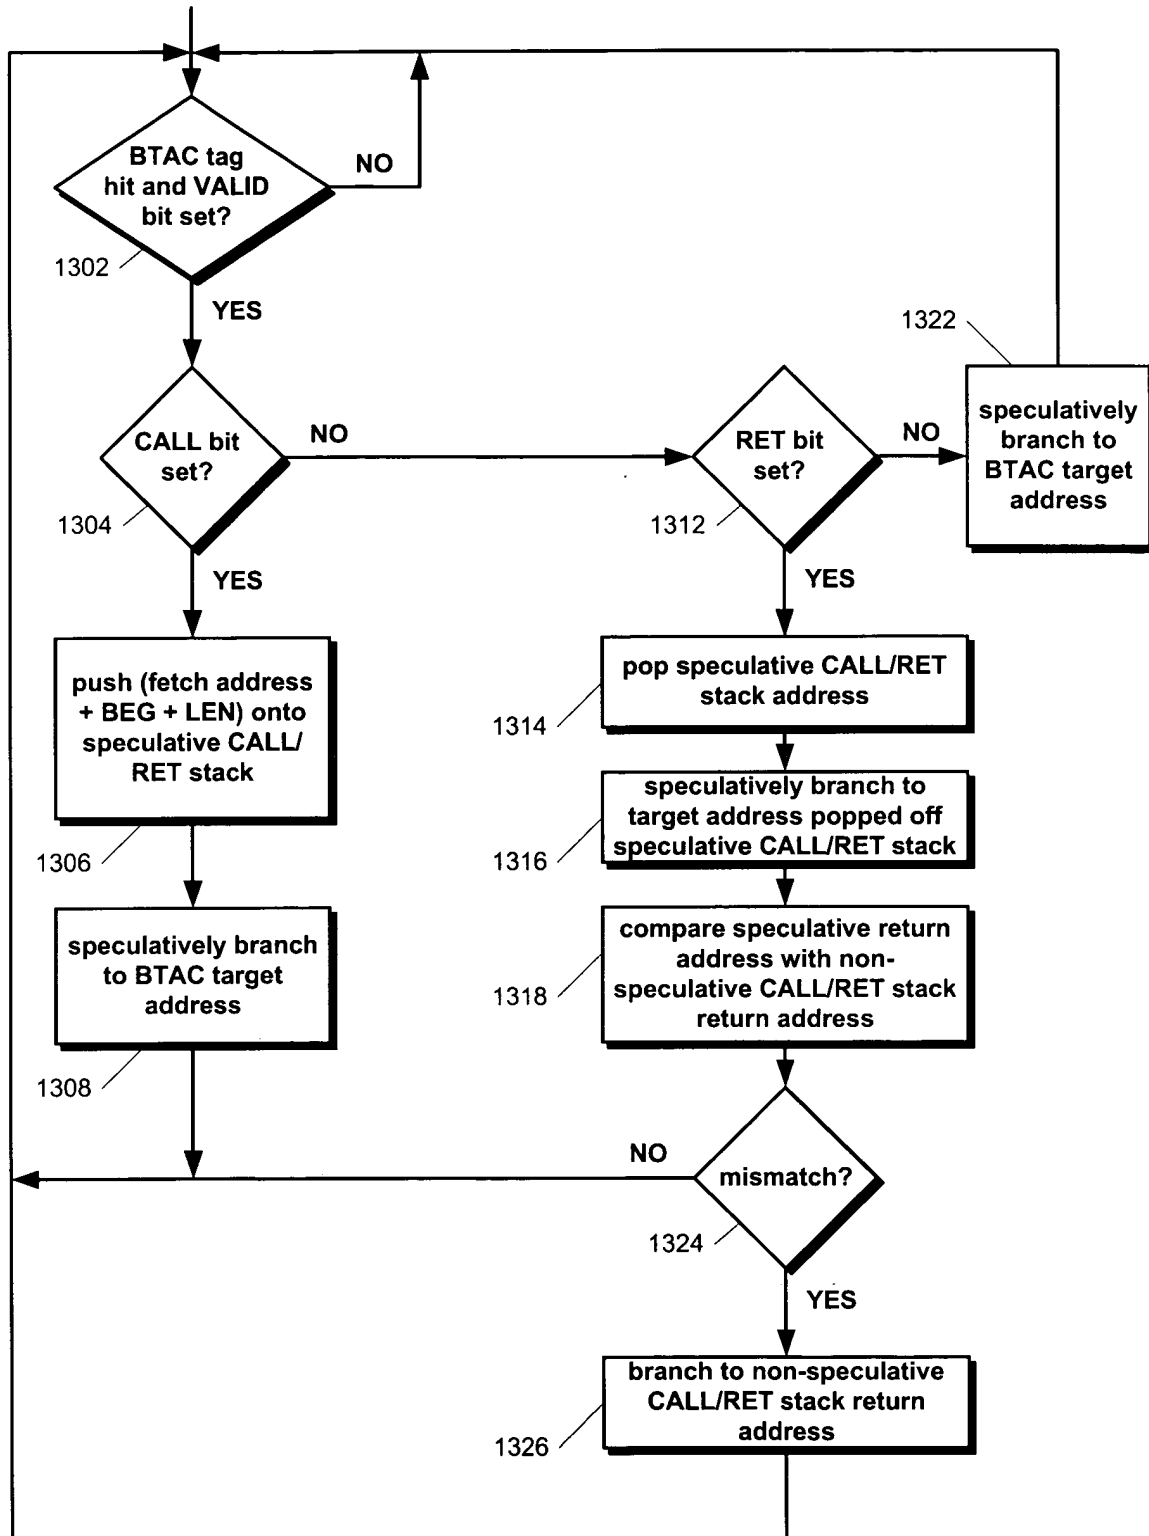 BTAC tag
hit and VALID
bit set?
NO
1302
YES
CALL bit
set?
NO
1304
YES
RET bit
set?
NO
1312
YES
1322
speculatively
branch to
BTAC target
address
push (fetch address
+ BEG + LEN) onto
speculative CALL/
RET stack
1306
speculatively branch
to BTAC target
address
1308
pop speculative CALL/RET
stack address
1314
speculatively branch to
target address popped off
speculative CALL/RET stack
1316
compare speculative return
address with non-
speculative CALL/RET stack
return address
1318
NO
mismatch?
1324
YES
branch to non-speculative
CALL/RET stack return
address
1326